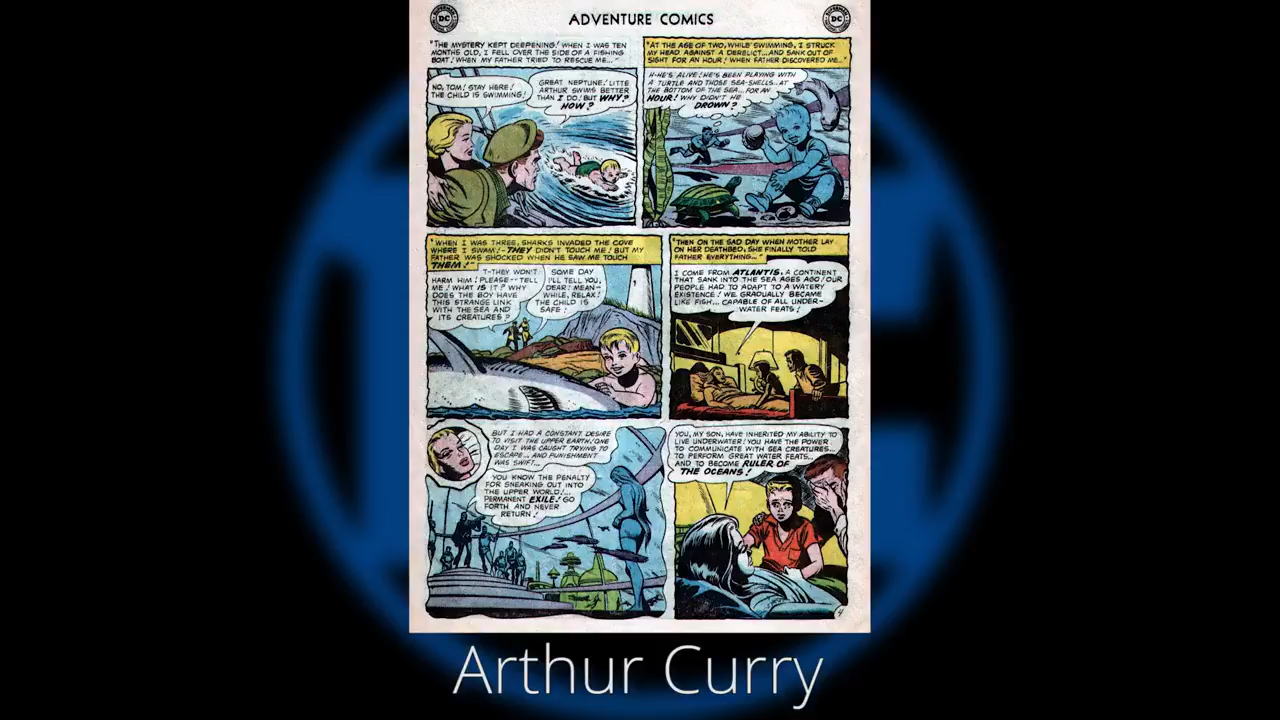 ADVENTURE COMICS
"THE MYSTERY KEPT DEEPENING! WHEN I WAS TEN
MONTHS OLD, I FELL OVER THE SIDE OF A FISHING
BOAT! WHEN MY FATHER TRIED TO RESCUE ME..."
NO, TOM! STAY HERE!
THE CHILD IS SWIMMING!
GREAT NEPTUNE! LITTE
ARTHUR SWIMS BETTER
THAN I DO! BUT WHY?
HOW?
"AT THE AGE OF TWO, WHILE SWIMMING, I STRUCK
MY HEAD AGAINST A DERELICT... AND SANK OUT OF
SIGHT FOR AN HOUR! WHEN FATHER DISCOVERED ME..."
H-HE'S ALIVE! HE'S BEEN PLAYING WITH
A TURTLE AND THOSE SEA-SHELLS... AT
THE BOTTOM OF THE SEA... FOR AN
HOUR! WHY DIDN'T HE
DROWN?
"WHEN I WAS THREE, SHARKS INVADED THE COVE
WHERE I SWAM!--THEY DIDN'T TOUCH ME! BUT MY
FATHER WAS SHOCKED WHEN HE SAW ME TOUCH
THEM!"
T-THEY WON'T
HARM HIM! PLEASE--TELL
ME! WHAT IS IT? WHY
DOES THE BOY HAVE
THIS STRANGE LINK
WITH THE SEA AND
ITS CREATURES?
SOME DAY
I'LL TELL YOU,
DEAR! MEAN-
WHILE, RELAX!
THE CHILD IS
SAFE!
"THEN ON THE SAD DAY WHEN MOTHER LAY
ON HER DEATHBED, SHE FINALLY TOLD
FATHER EVERYTHING..."
I COME FROM ATLANTIS, A CONTINENT
THAT SANK INTO THE SEA AGES AGO! OUR
PEOPLE HAD TO ADAPT TO A WATERY
EXISTENCE! WE GRADUALLY BECAME
LIKE FISH... CAPABLE OF ALL UNDER-
WATER FEATS!
BUT I HAD A CONSTANT DESIRE
TO VISIT THE UPPER EARTH! ONE
DAY I WAS CAUGHT TRYING TO
ESCAPE... AND PUNISHMENT
WAS SWIFT...
YOU KNOW THE PENALTY
FOR SNEAKING OUT INTO
THE UPPER WORLD!...
PERMANENT EXILE! GO
FORTH AND NEVER
RETURN!
YOU, MY SON, HAVE INHERITED MY ABILITY TO
LIVE UNDERWATER! YOU HAVE THE POWER
TO COMMUNICATE WITH SEA CREATURES...
TO PERFORM GREAT WATER FEATS...
AND TO BECOME RULER OF
THE OCEANS!
4
Arthur Curry